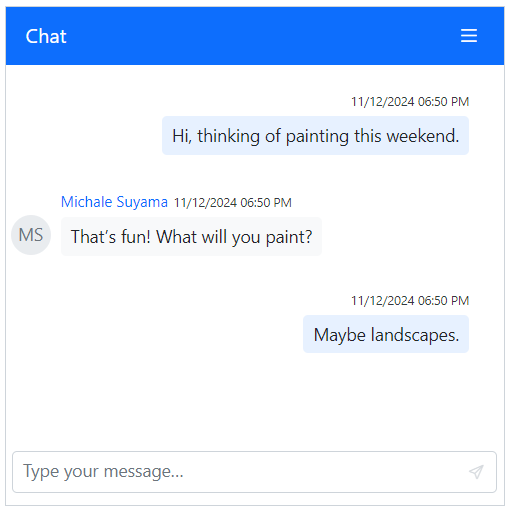 Chat
11/12/2024 06:50 PM
Hi, thinking of painting this weekend.
Michale Suyama 11/12/2024 06:50 PM
MS
That's fun! What will you paint?
11/12/2024 06:50 PM
Maybe landscapes.
Type your message...